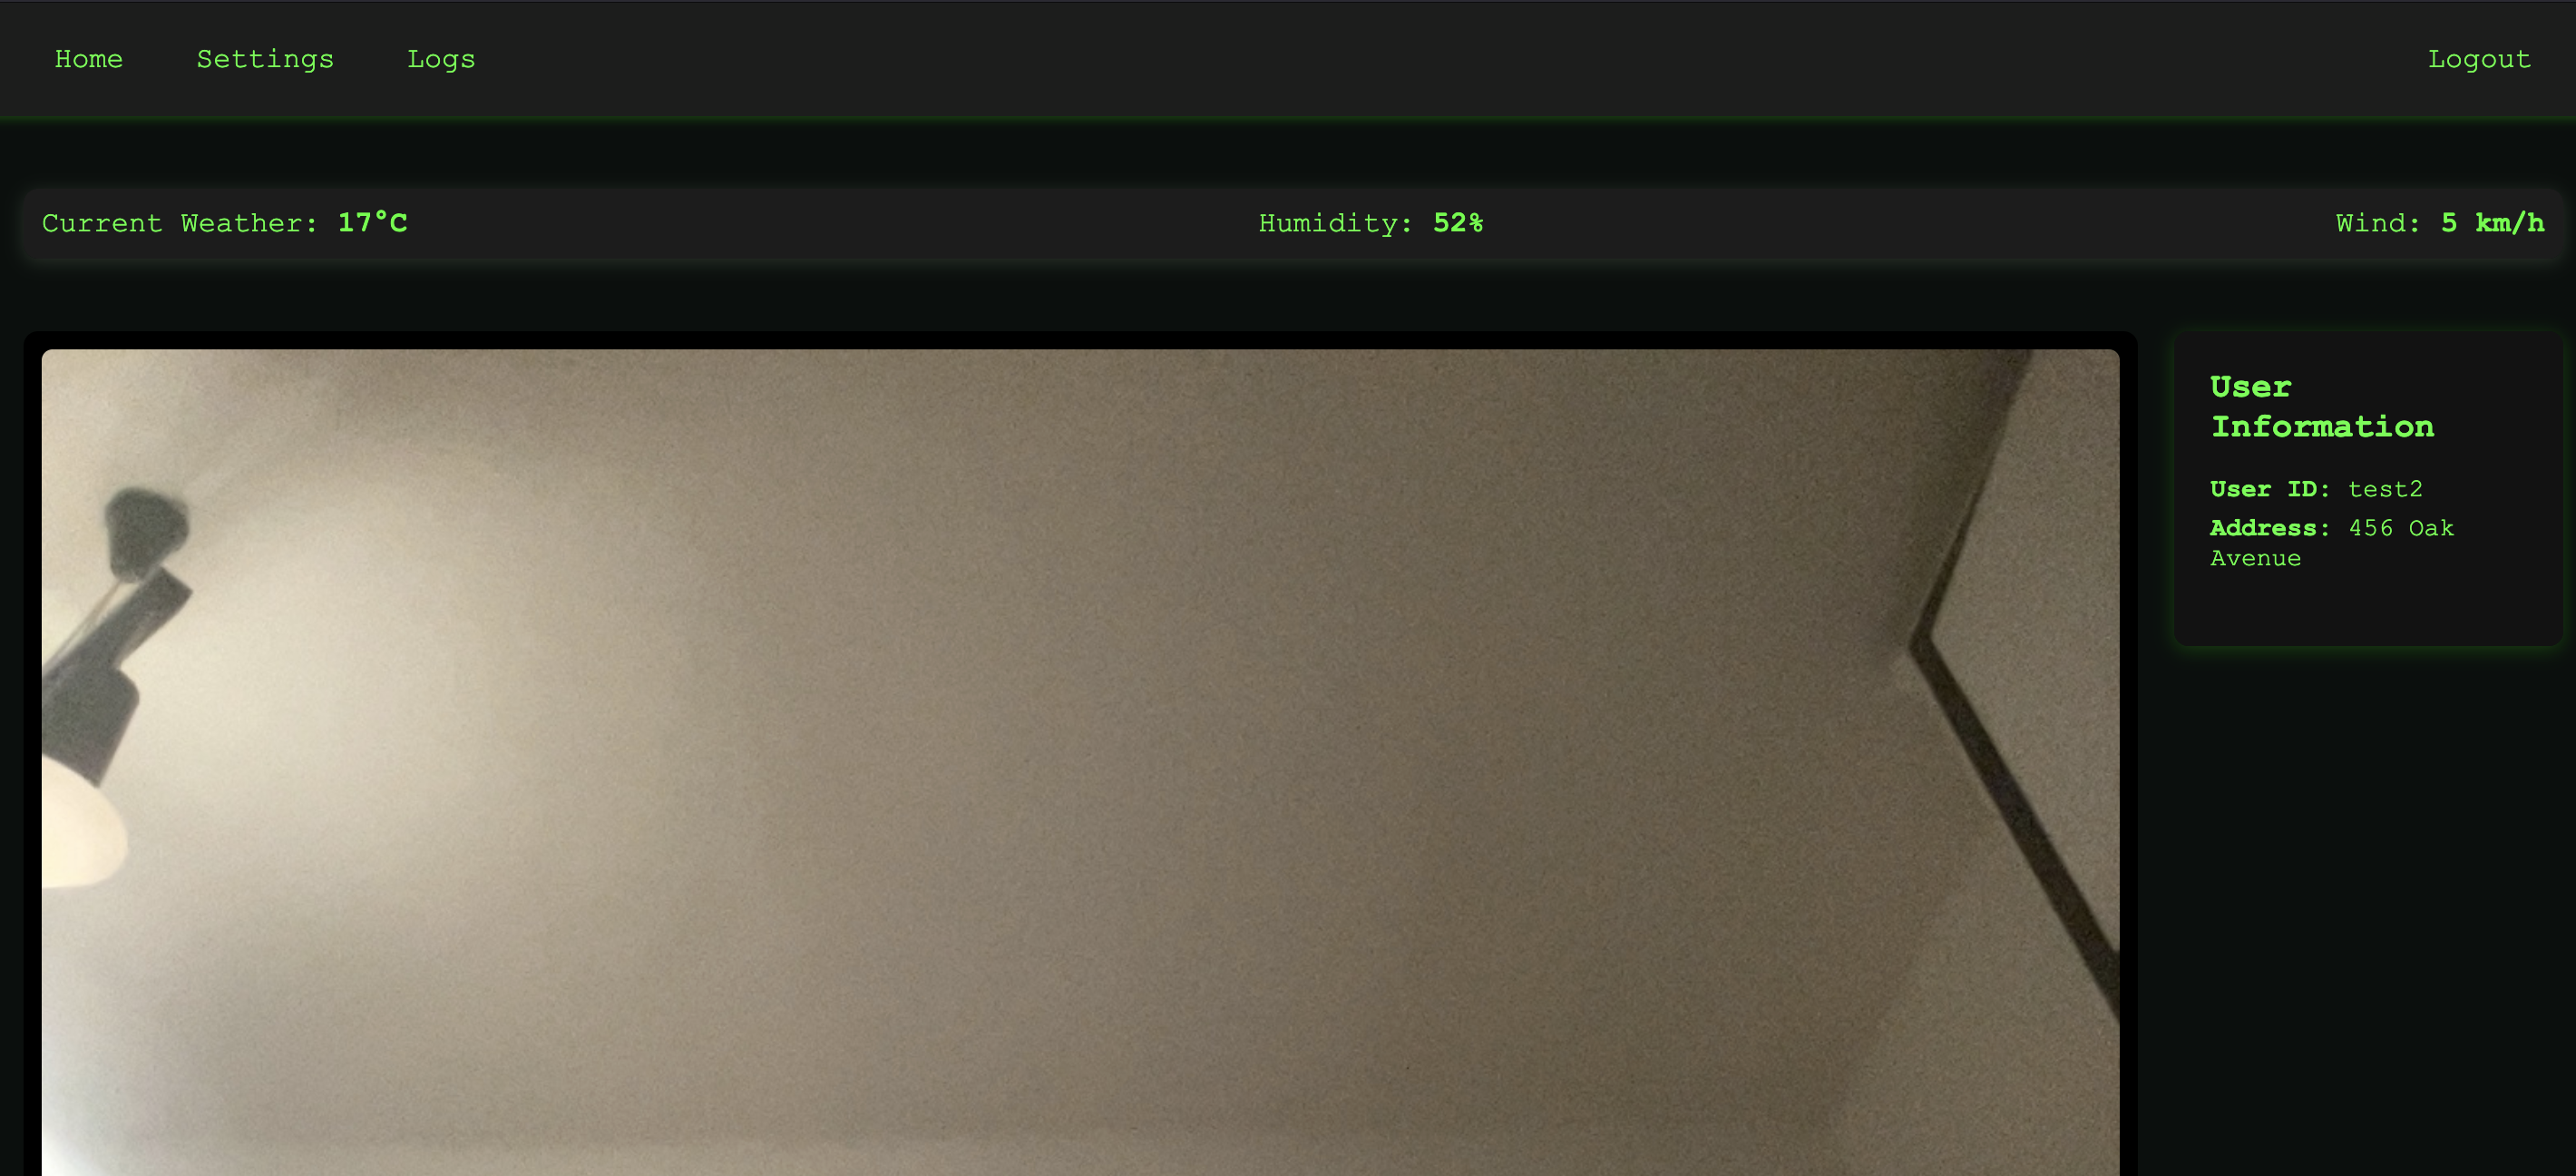 Home Settings Logs Logout
Current Weather: 17°C Humidity: 52% Wind: 5 km/h
User
Information
User ID: test2
Address: 456 Oak
Avenue